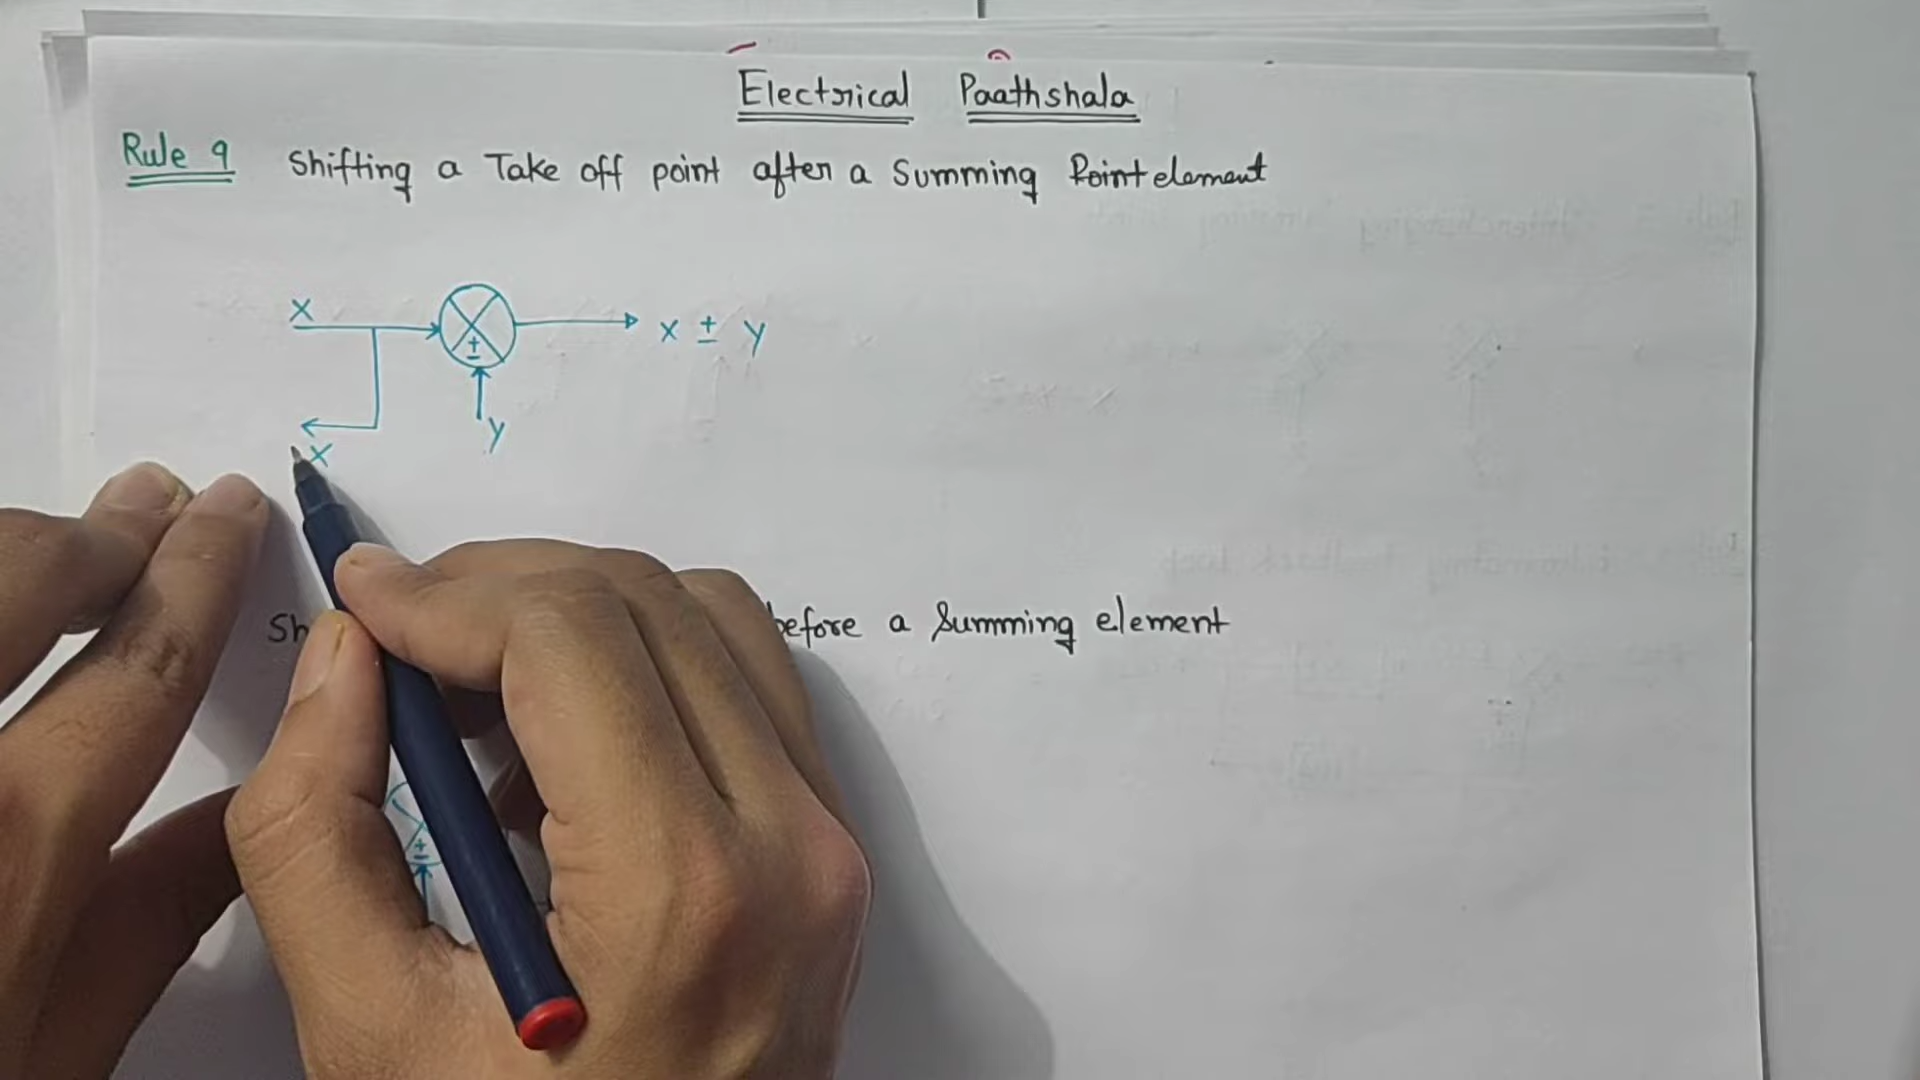 Electrical Paathshala
Rule 9 Shifting a Take off point after a Summing Point element
X
X ± Y
±
Y
X
Sh before a Summing element
±